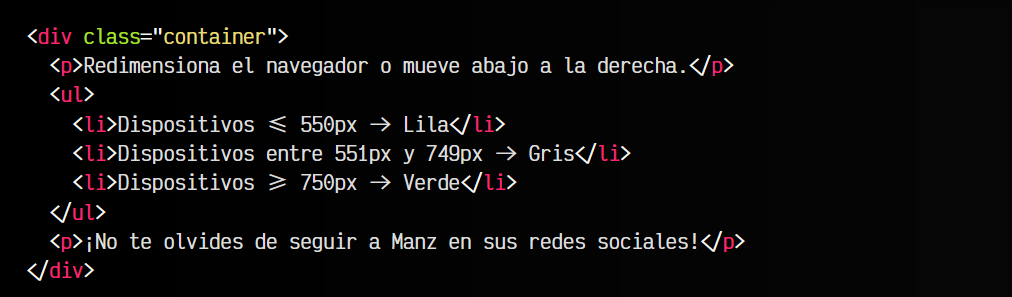 <div class="container">
  <p>Redimensiona el navegador o mueve abajo a la derecha.</p>
  <ul>
    <li>Dispositivos ≤ 550px → Lila</li>
    <li>Dispositivos entre 551px y 749px → Gris</li>
    <li>Dispositivos ≥ 750px → Verde</li>
  </ul>
  <p>¡No te olvides de seguir a Manz en sus redes sociales!</p>
</div>